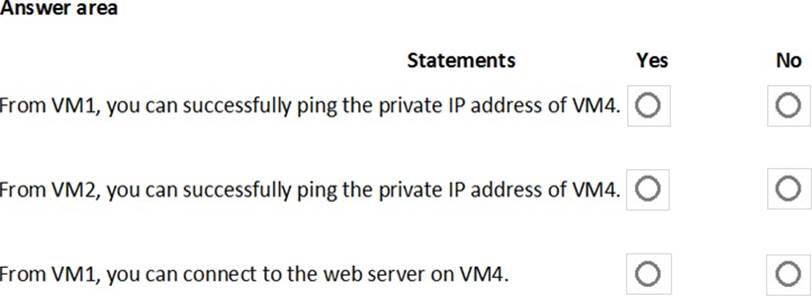 Answer area
Statements Yes No
From VM1, you can successfully ping the private IP address of VM4.
From VM2, you can successfully ping the private IP address of VM4.
From VM1, you can connect to the web server on VM4.